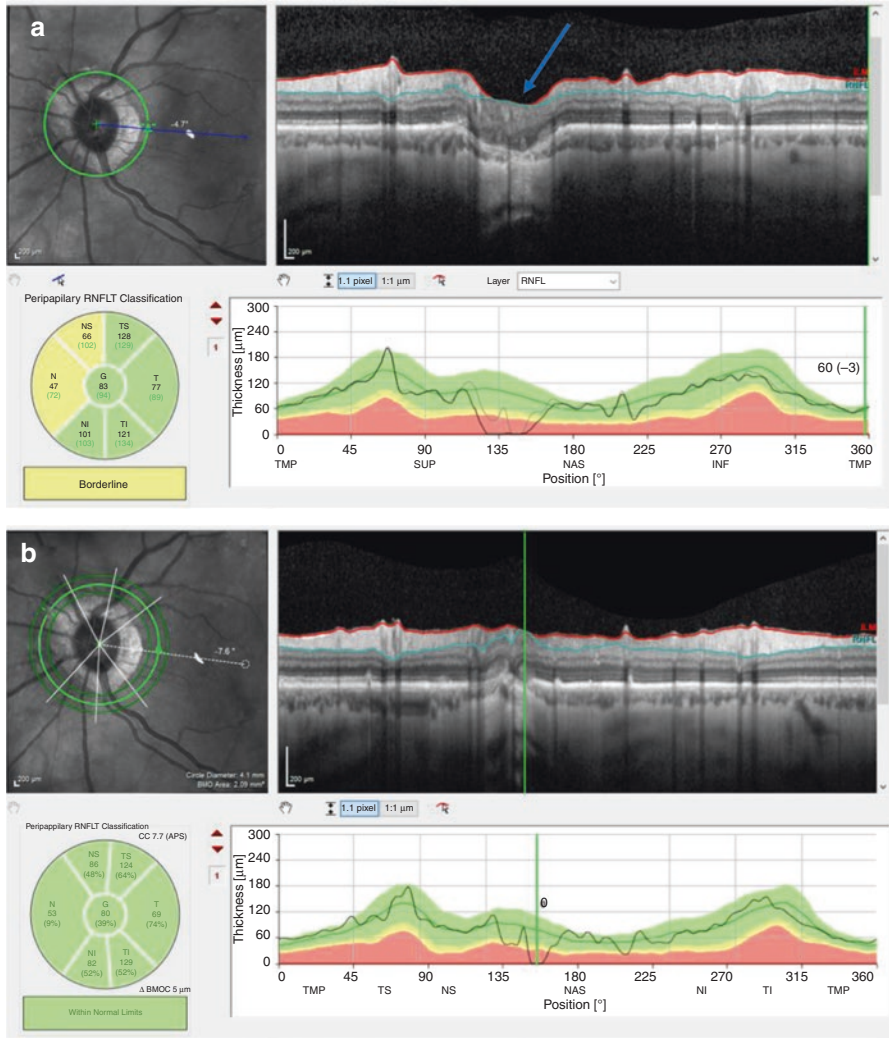 a
-4.7°
ILM
RNFL
200 µm
200 µm
1.1 pixel 1:1 µm Layer RNFL
Peripapilary RNFLT Classification
NS 66 (102)
TS 128 (129)
N 47 (72)
G 83 (94)
T 77 (89)
NI 101 (103)
TI 121 (134)
Borderline
1
Thickness [µm]
300
240
180
120
60
0
60 (–3)
0 45 90 135 180 225 270 315 360
TMP SUP NAS INF TMP
Position [°]
b
-7.6 °
Circle Diameter: 4.1 mm
BMO Area: 2.09 mm²
200 µm
ILM
RNFL
200 µm
1.1 pixel 1:1 µm
Peripappilary RNFLT Classification
CC 7.7 (APS)
NS 86 (48%)
TS 124 (64%)
N 53 (9%)
G 80 (39%)
T 69 (74%)
NI 82 (52%)
TI 129 (52%)
Δ BMOC 5 µm
Within Normal Limits
1
Thickness [µm]
300
240
180
120
60
0
0
0 45 90 135 180 225 270 315 360
TMP TS NS NAS NI TI TMP
Position [°]